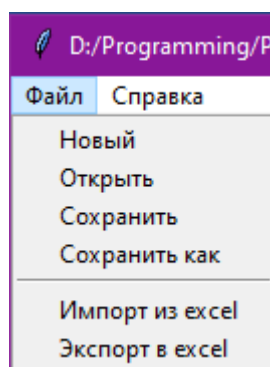 D:/Programming/P
Файл Справка
Новый
Открыть
Сохранить
Сохранить как
Импорт из excel
Экспорт в excel